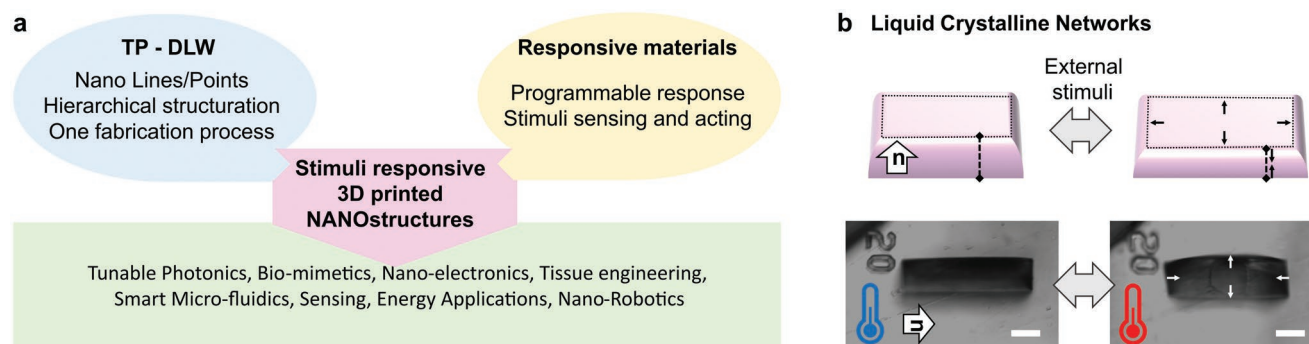 a
TP - DLW
Nano Lines/Points
Hierarchical structuration
One fabrication process
Responsive materials
Programmable response
Stimuli sensing and acting
Stimuli responsive
3D printed
NANOstructures
Tunable Photonics, Bio-mimetics, Nano-electronics, Tissue engineering,
Smart Micro-fluidics, Sensing, Energy Applications, Nano-Robotics
b Liquid Crystalline Networks
External
stimuli
n
20
n
20